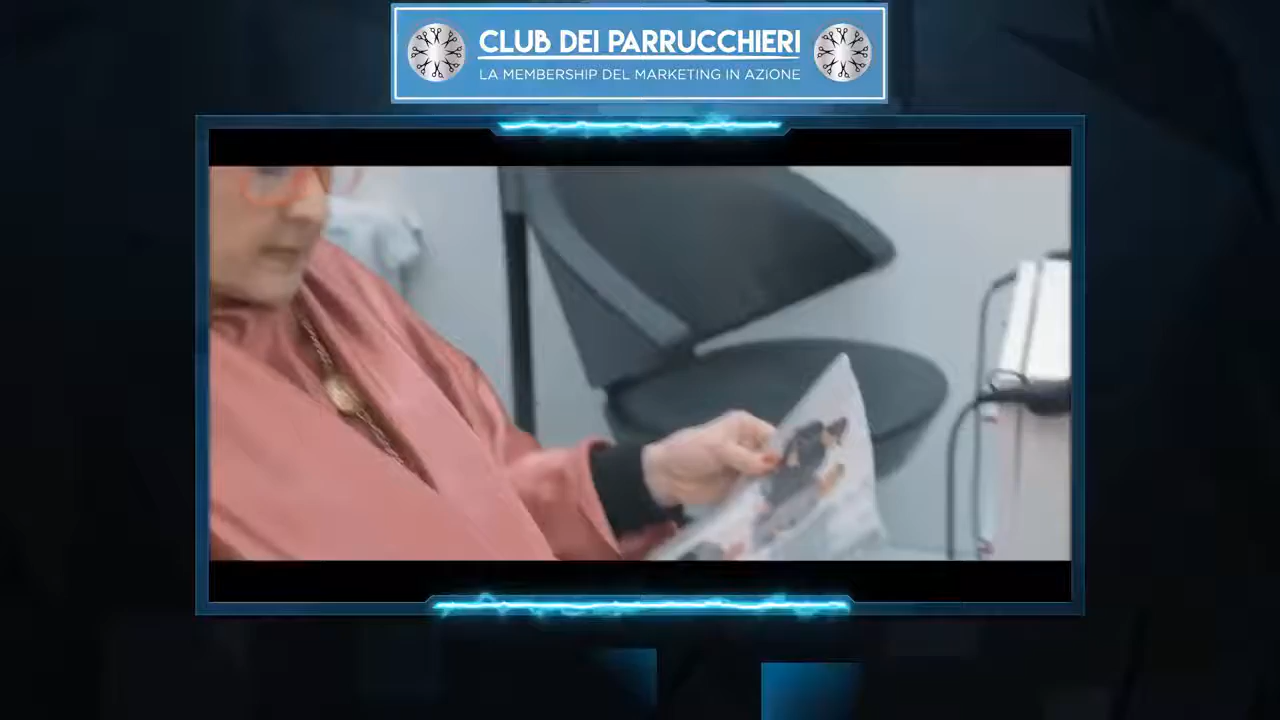 CLUB DEI PARRUCCHIERI
LA MEMBERSHIP DEL MARKETING IN AZIONE